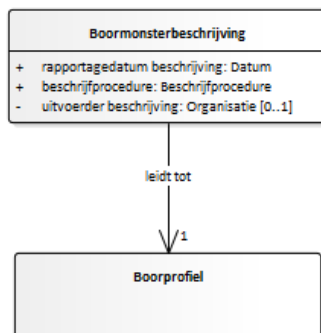 Boormonsterbeschrijving
+ rapportagedatum beschrijving: Datum
+ beschrijfprocedure: Beschrijfprocedure
- uitvoerder beschrijving: Organisatie [0..1]
leidt tot
1
Boorprofiel